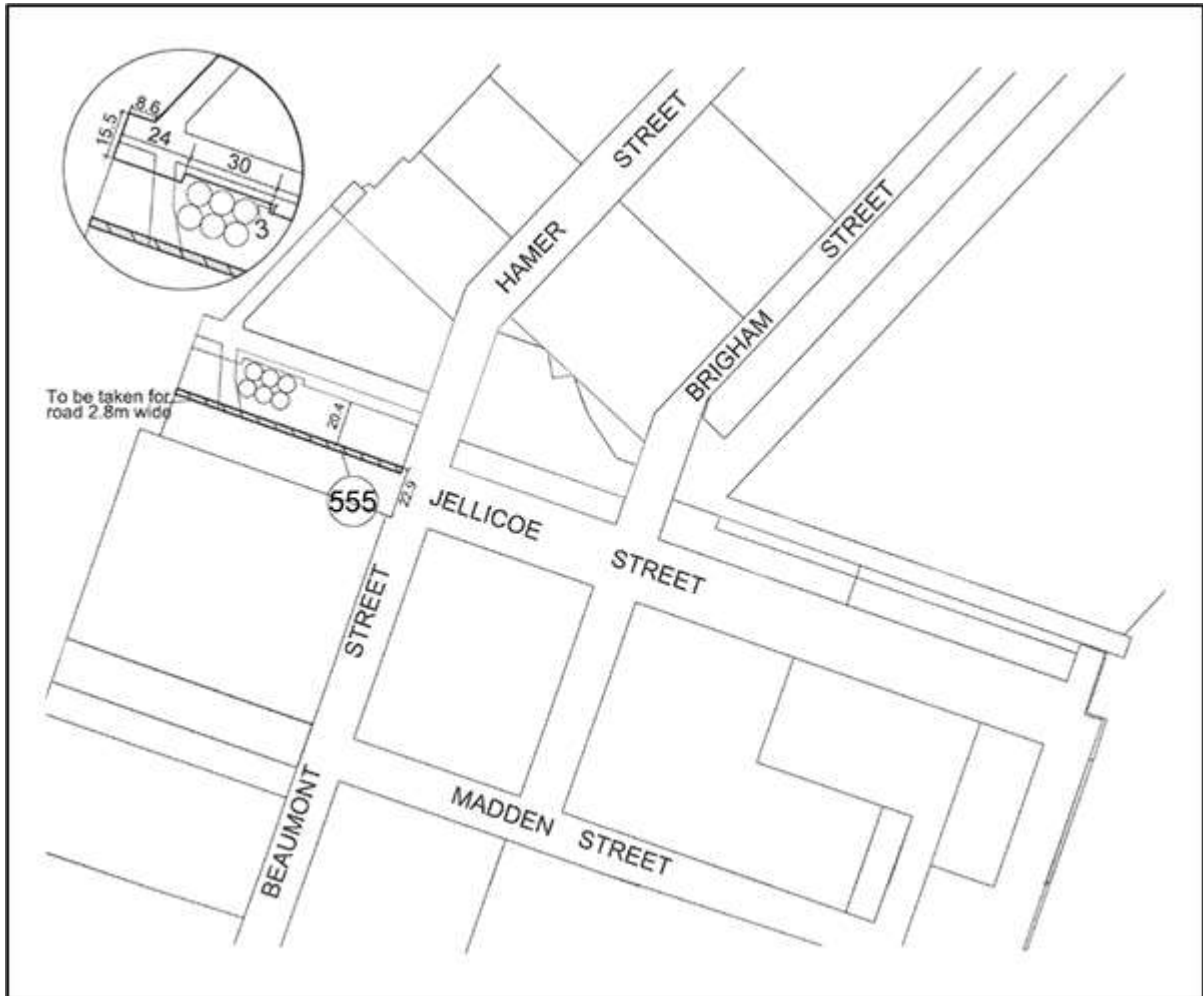 8.6
15.5
24
30
3
HAMER STREET
BRIGHAM STREET
To be taken for
road 2.8m wide
20.4
555
22.9
JELLICOE STREET
BEAUMONT STREET
MADDEN STREET